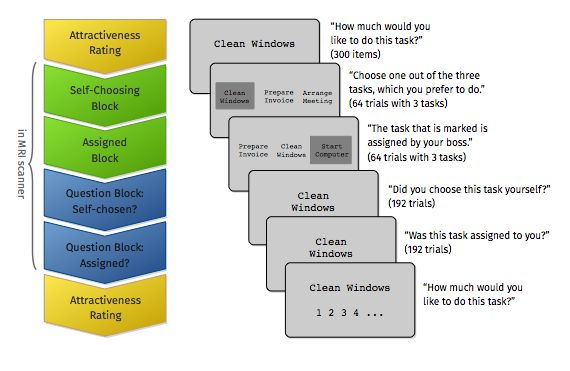 Attractiveness
Rating
Self-Choosing
Block
Assigned
Block
Question Block:
Self-chosen?
Question Block:
Assigned?
Attractiveness
Rating
in MRI scanner
Clean Windows
Clean Prepare Arrange
Windows Invoice Meeting
Prepare Clean Start
Invoice Windows Computer
Clean
Windows
Clean
Windows
Clean Windows
1 2 3 4 ...
“How much would you
like to do this task?”
(300 items)
“Choose one out of the three
tasks, which you prefer to do.”
(64 trials with 3 tasks)
“The task that is marked is
assigned by your boss.”
(64 trials with 3 tasks)
“Did you choose this task yourself?”
(192 trials)
“Was this task assigned to you?”
(192 trials)
“How much would you
like to do this task?”